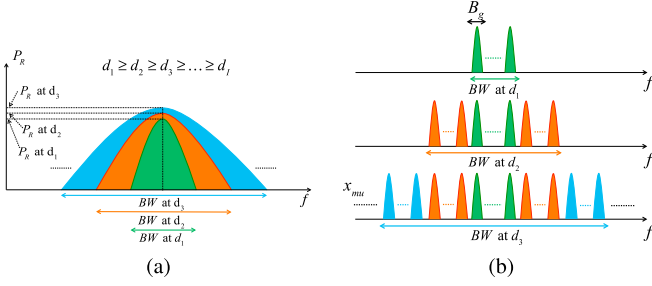 P_R
d_1 ≥ d_2 ≥ d_3 ≥ ... ≥ d_I
P_R at d_3
P_R at d_2
P_R at d_1
......
......
f
BW at d_3
BW at d_2
BW at d_1
(a)
B_g
......
f
BW at d_1
......
......
......
f
BW at d_2
x_mu
......
......
......
......
......
......
......
f
BW at d_3
(b)